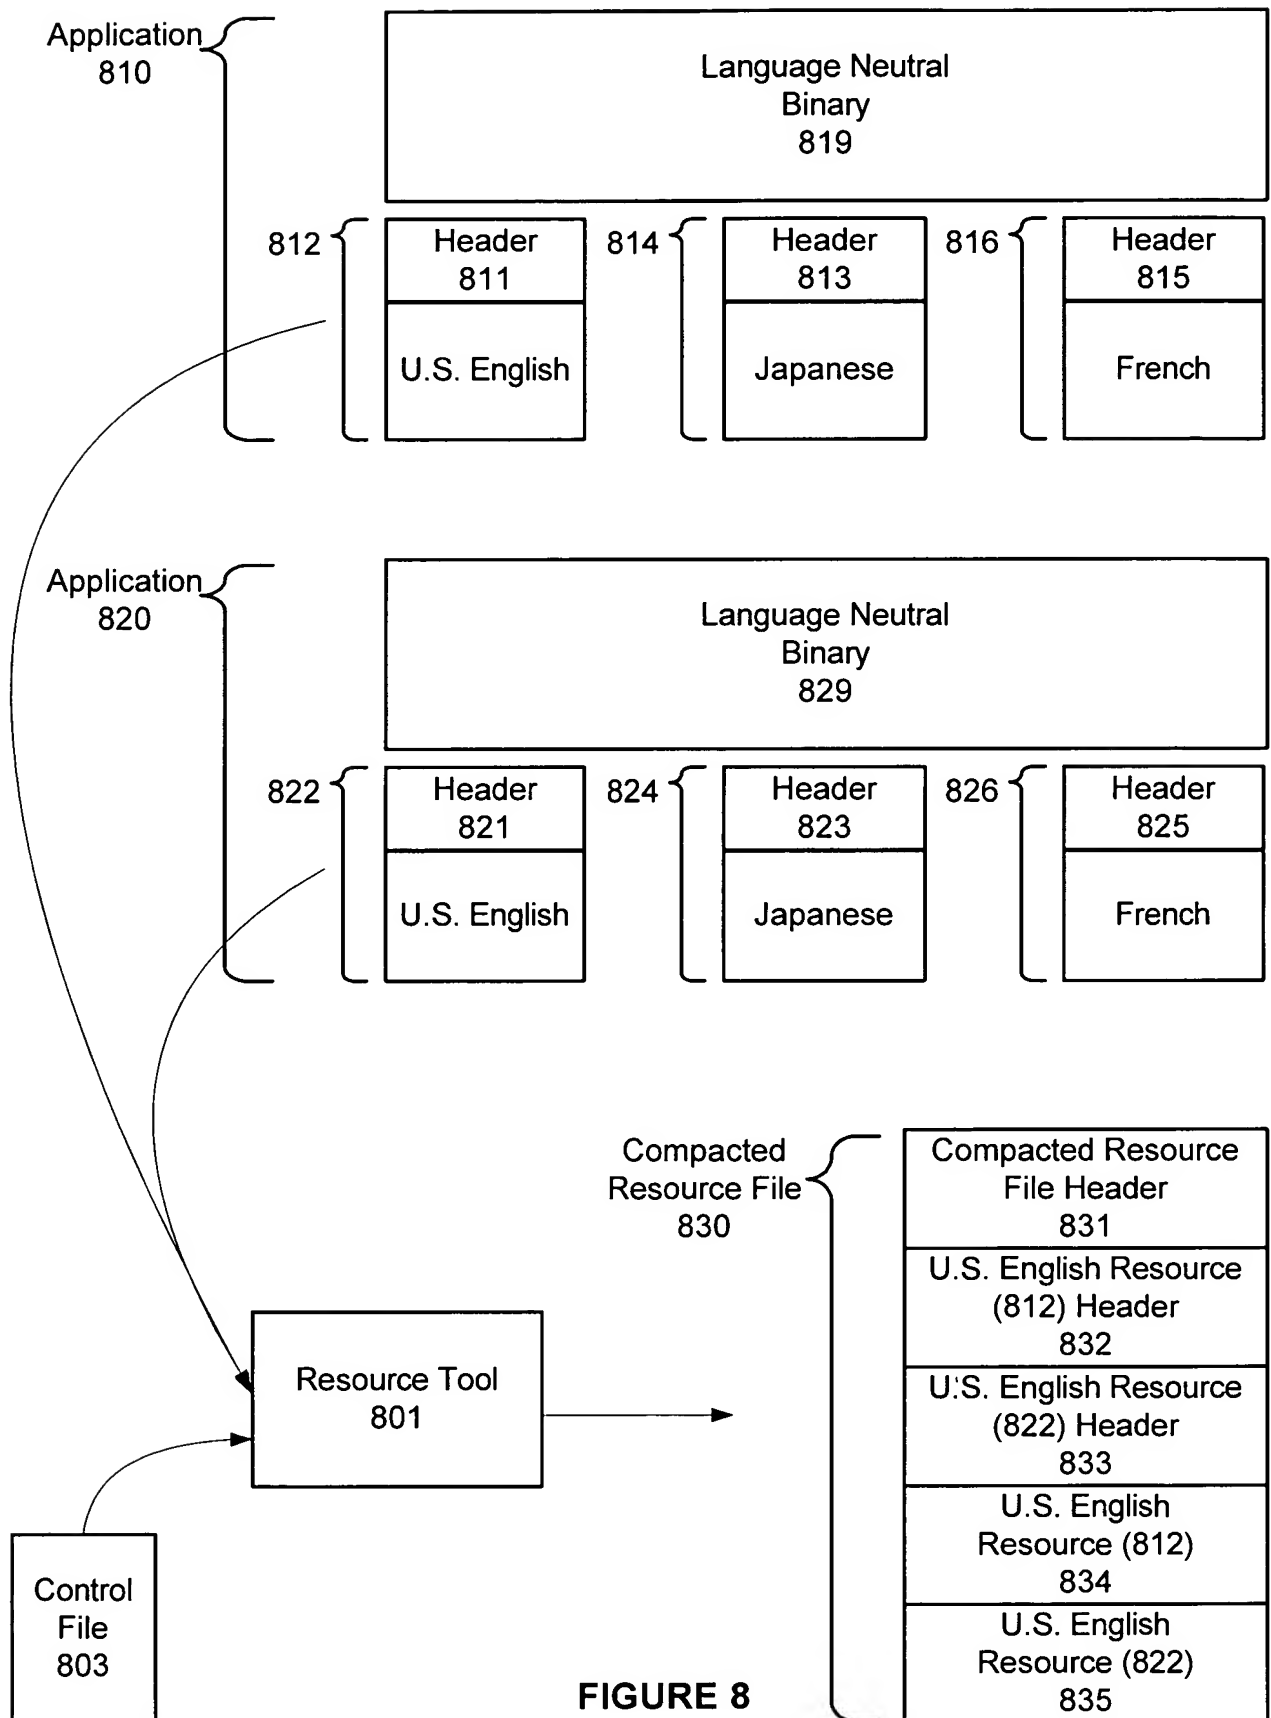 Application
810
Language Neutral
Binary
819
812
Header
811
U.S. English
814
Header
813
Japanese
816
Header
815
French
Application
820
Language Neutral
Binary
829
822
Header
821
U.S. English
824
Header
823
Japanese
826
Header
825
French
Compacted
Resource File
830
Compacted Resource
File Header
831
U.S. English Resource
(812) Header
832
U.S. English Resource
(822) Header
833
U.S. English
Resource (812)
834
U.S. English
Resource (822)
835
Resource Tool
801
Control
File
803
FIGURE 8